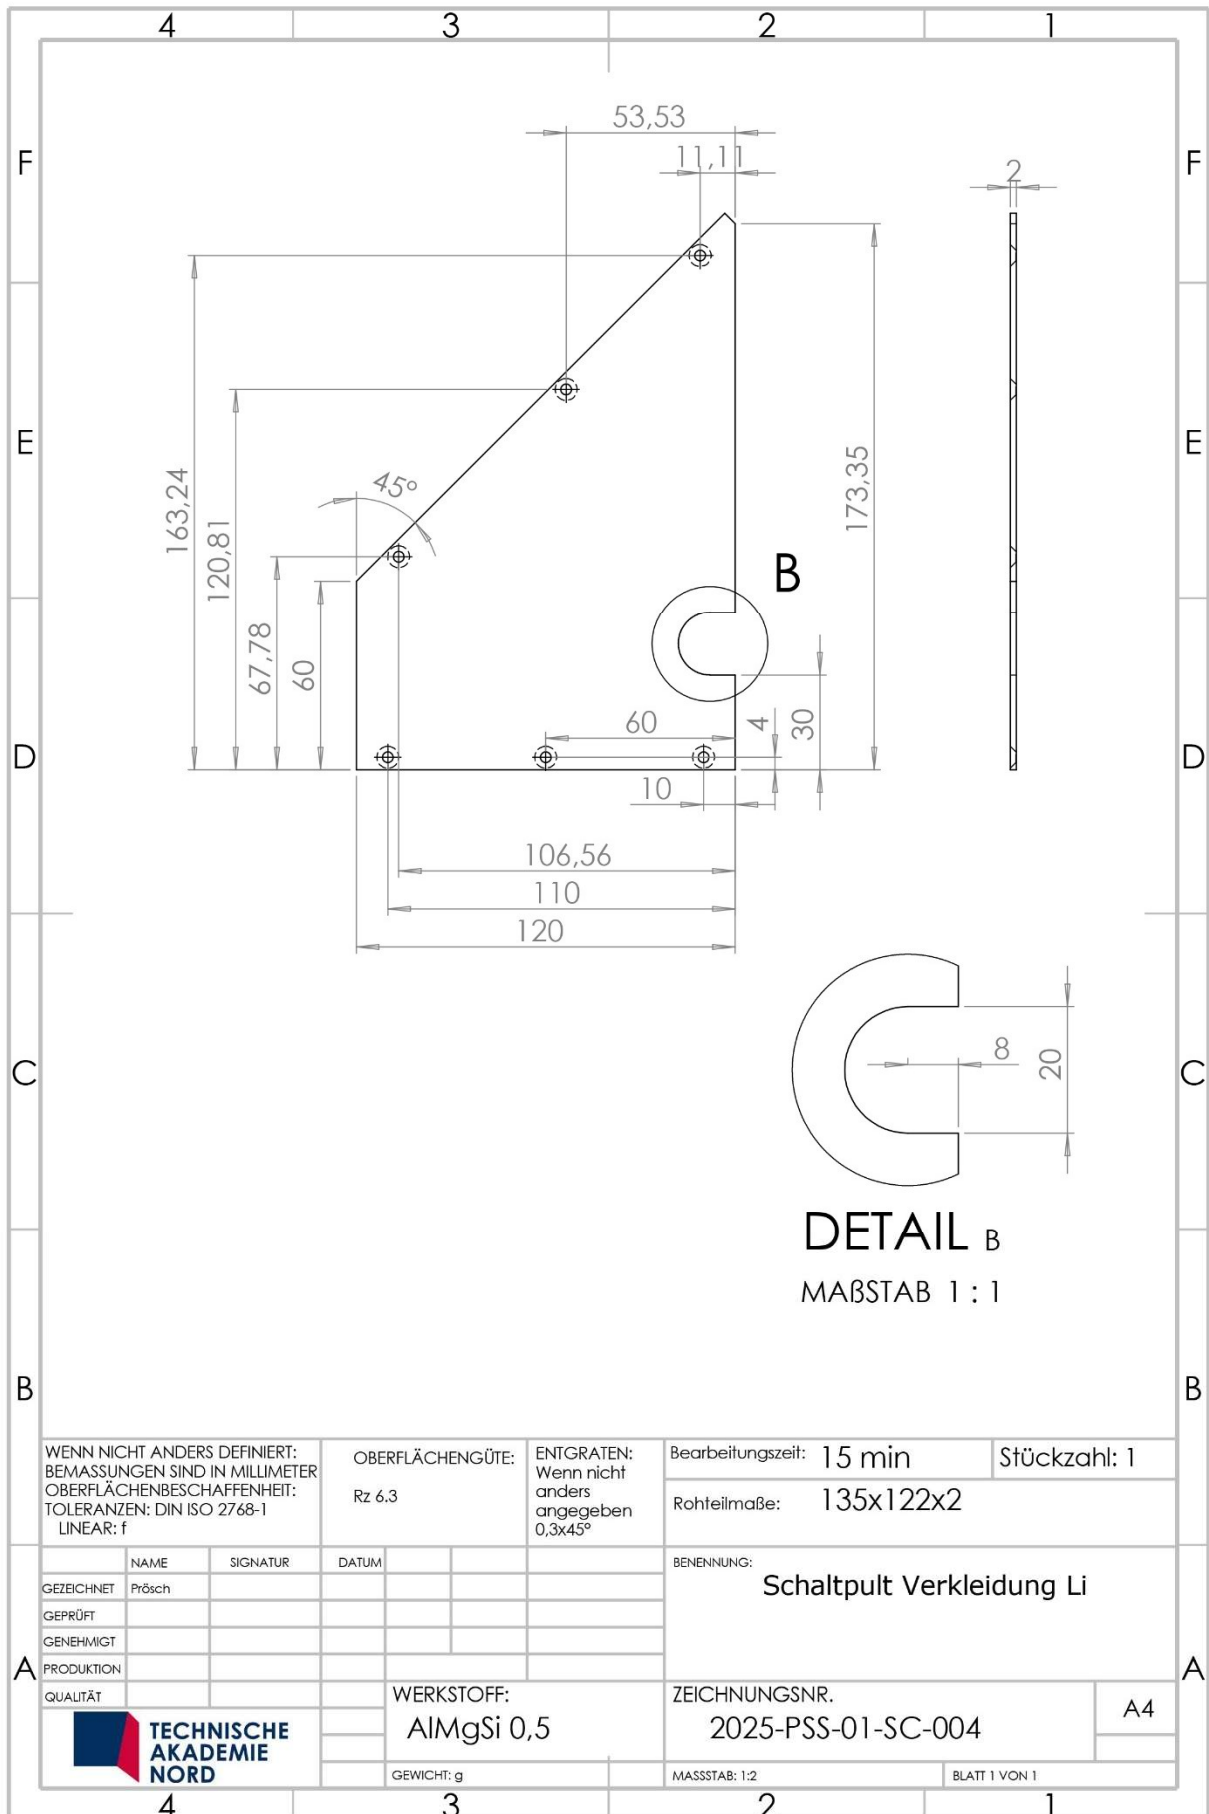 4 3 2 1
F F
E E
D D
C C
B B
A A
53,53
11,11
2
163,24
120,81
67,78
60
45°
173,35
B
60
4
30
10
106,56
110
120
8
20
DETAIL B
MAßSTAB 1 : 1
WENN NICHT ANDERS DEFINIERT:
BEMASSUNGEN SIND IN MILLIMETER
OBERFLÄCHENBESCHAFFENHEIT:
TOLERANZEN: DIN ISO 2768-1
LINEAR: f
OBERFLÄCHENGÜTE:
Rz 6.3
ENTGRATEN:
Wenn nicht
anders
angegeben
0,3x45°
Bearbeitungszeit: 15 min
Stückzahl: 1
Rohteilmaße: 135x122x2
NAME SIGNATUR DATUM
GEZEICHNET Prösch
GEPRÜFT
GENEHMIGT
PRODUKTION
QUALITÄT
BENENNUNG:
Schaltpult Verkleidung Li
WERKSTOFF:
AlMgSi 0,5
ZEICHNUNGSNR.
2025-PSS-01-SC-004
A4
TECHNISCHE
AKADEMIE
NORD
GEWICHT: g
MASSSTAB: 1:2
BLATT 1 VON 1
4 3 2 1